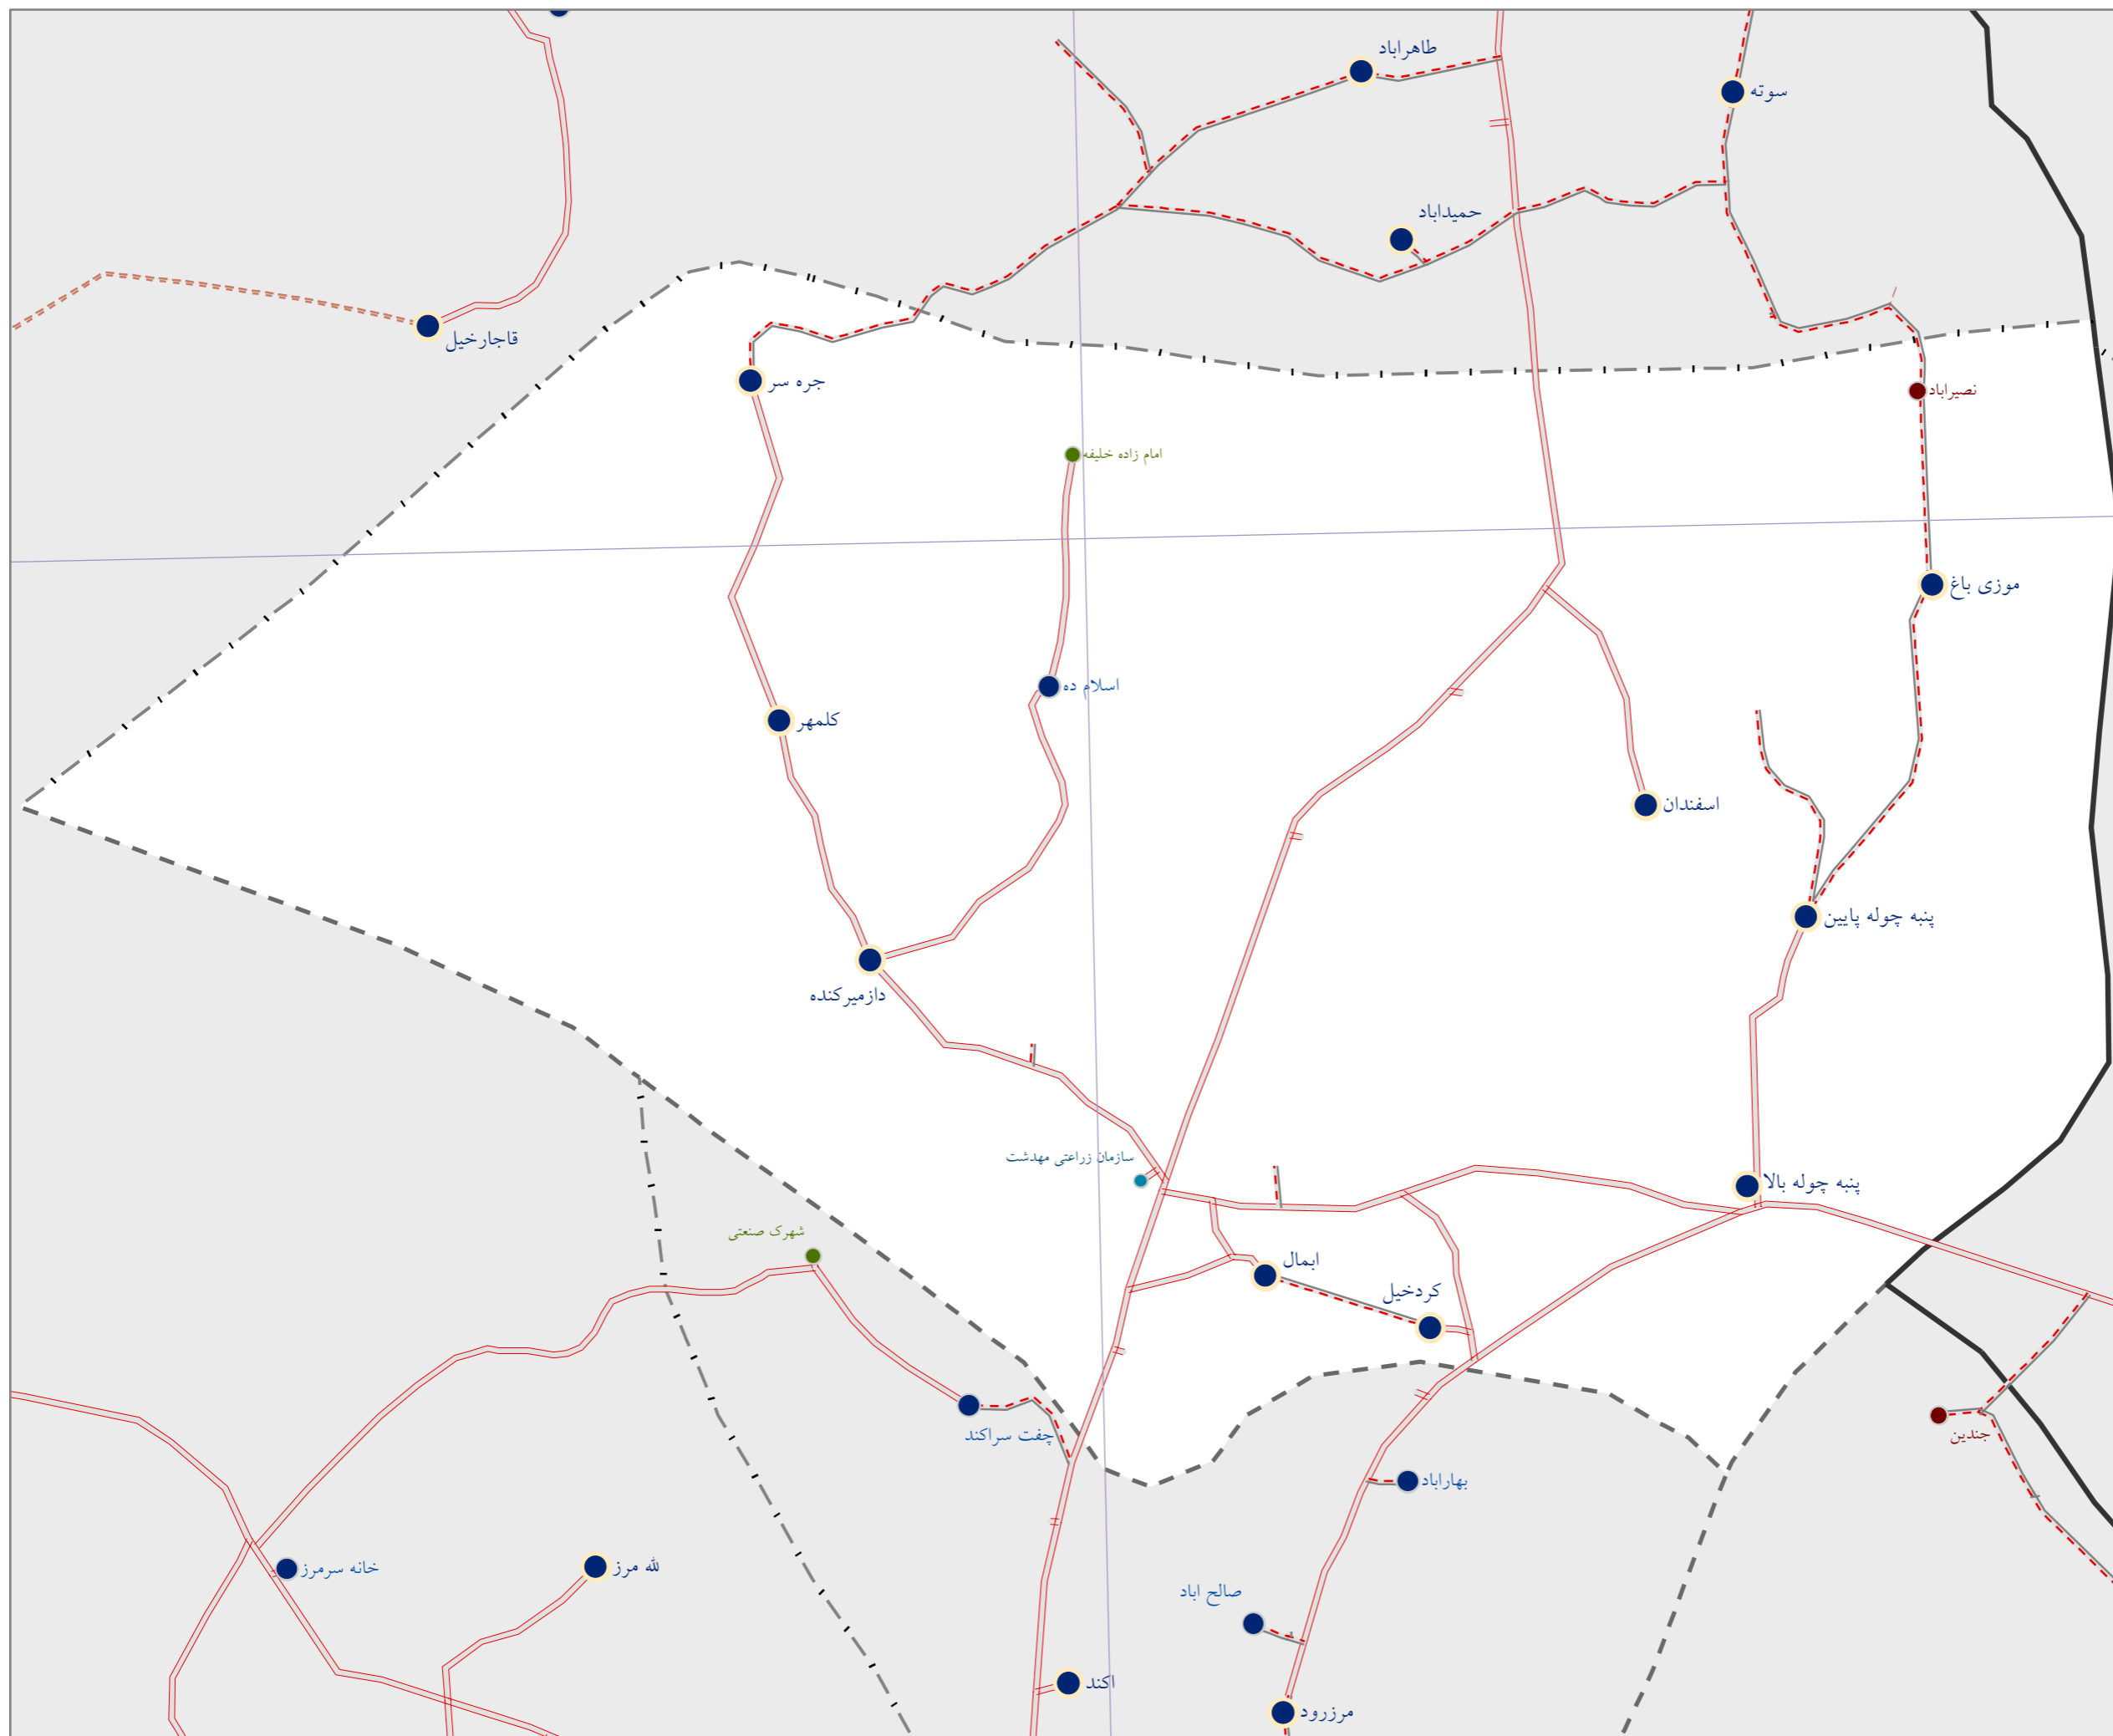 طاهراباد
سوته
حمیداباد
قاجارخیل
جره سر
نصیراباد
امام زاده خلیفه
موزی باغ
اسلام ده
کلمهر
اسفندان
پنبه چوله پایین
دازمیرکنده
سازمان زراعتی مهدشت
پنبه چوله بالا
شهرک صنعتی
ابمال
کردخیل
چفت سراکند
جندین
بهاراباد
خانه سرمرز
لله مرز
صالح اباد
اکند
مرزرود